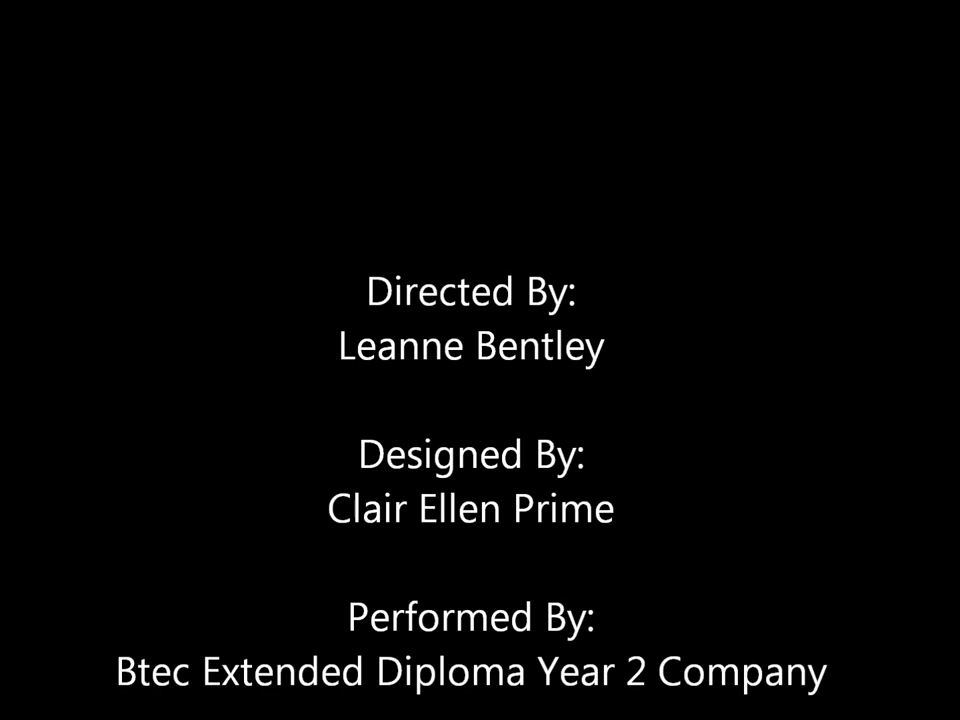 Directed By:
Leanne Bentley
Designed By:
Clair Ellen Prime
Performed By:
Btec Extended Diploma Year 2 Company